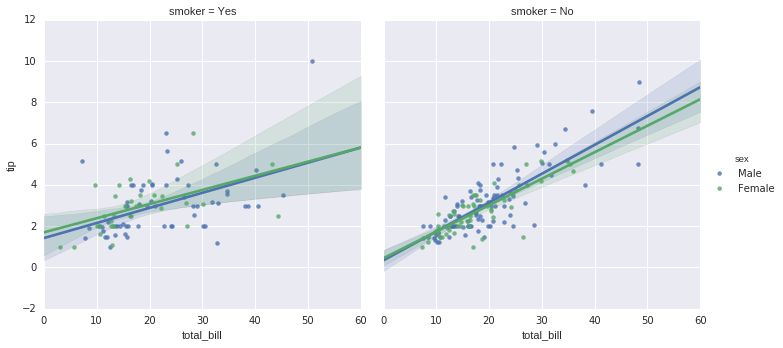 smoker = Yes
smoker = No
12
10
8
6
4
2
0
−2
tip
0 10 20 30 40 50 60
0 10 20 30 40 50 60
total_bill
total_bill
sex
Male
Female